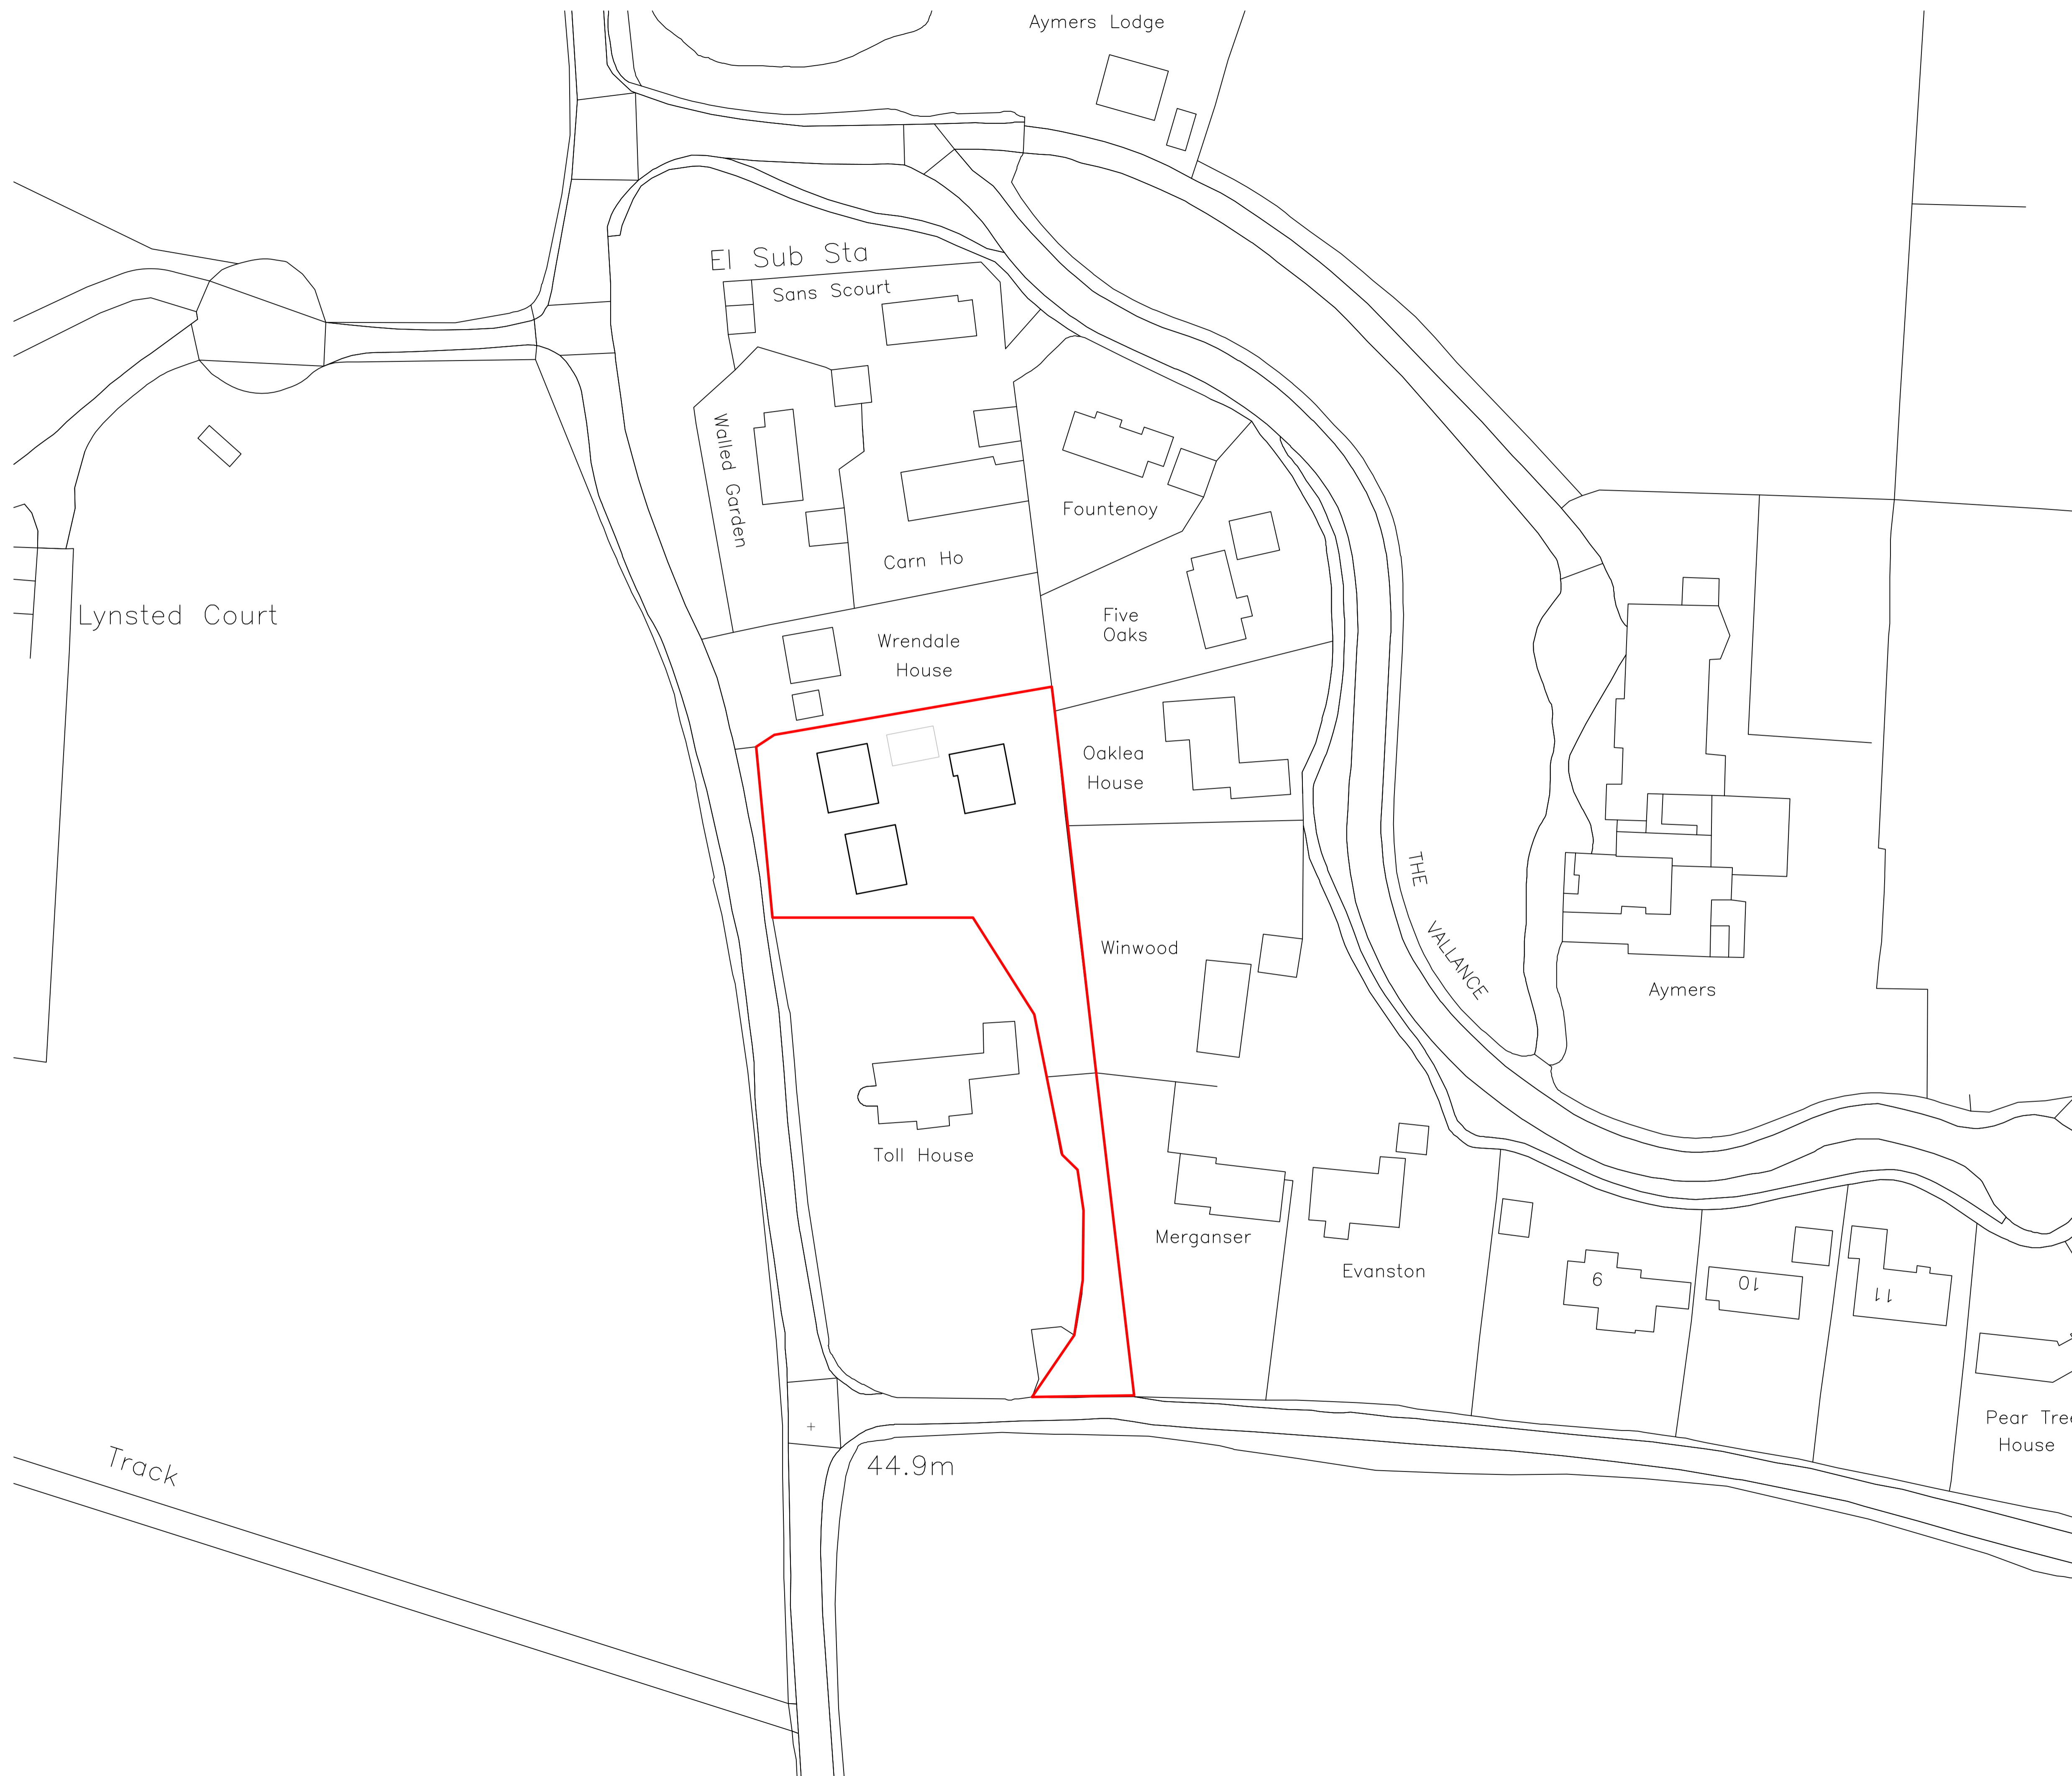 Aymers Lodge
El Sub Sta
Sans Scourt
Walled Garden
Fountenoy
Carn Ho
Lynsted Court
Five
Oaks
Wrendale
House
Oaklea
House
THE VALLANCE
Winwood
Aymers
Toll House
Merganser
Evanston
9
10
11
Pear Tree
House
Track
44.9m